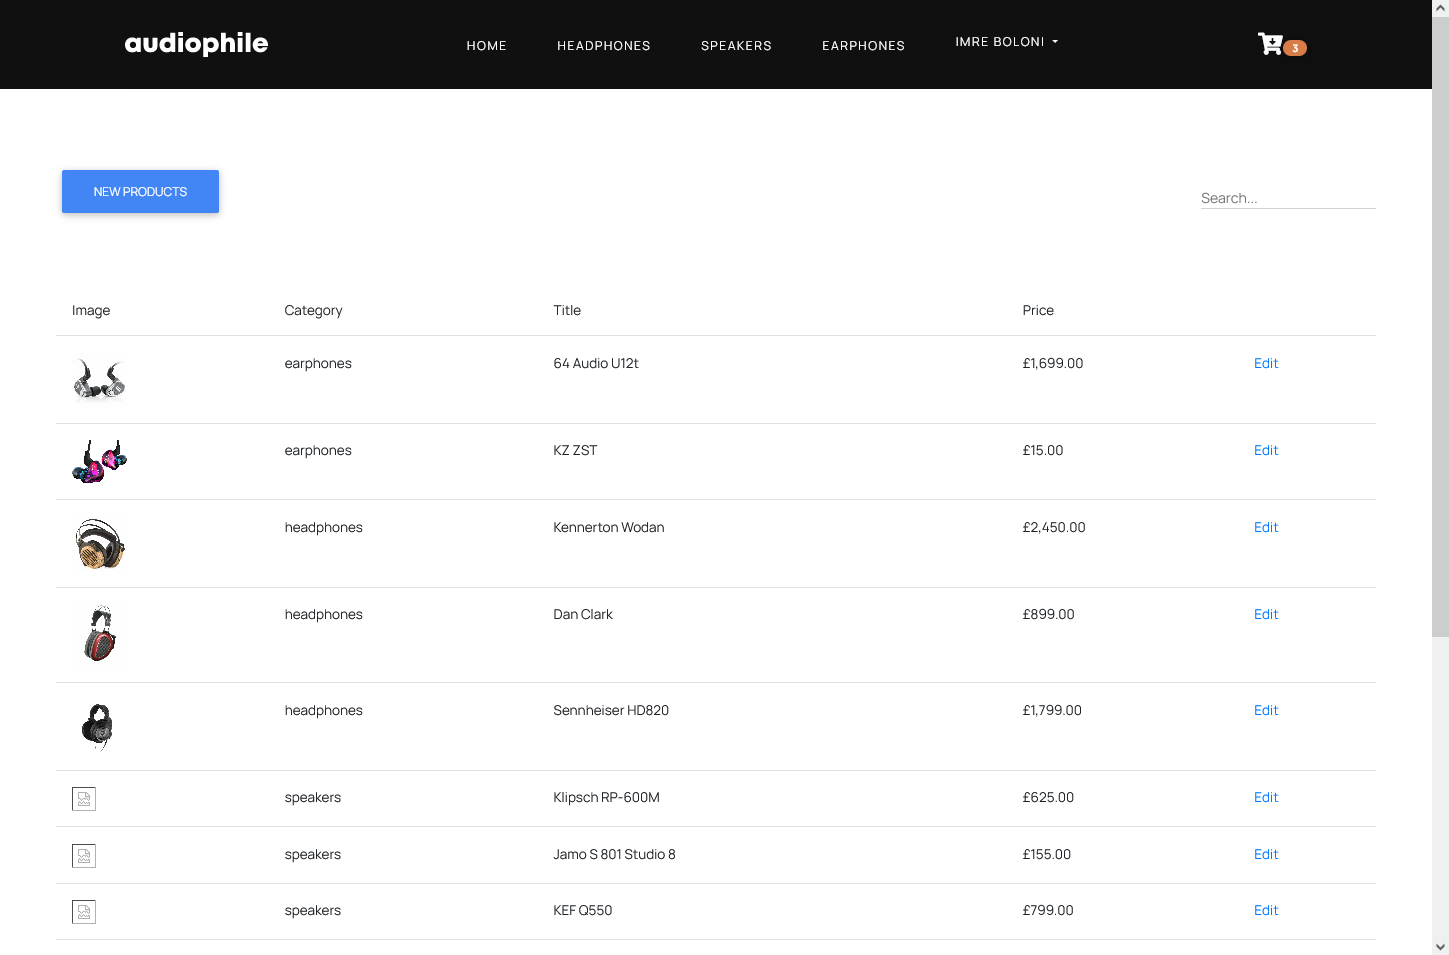 audiophile HOME HEADPHONES SPEAKERS EARPHONES IMRE BOLONI 3
NEW PRODUCTS Search...
Image Category Title Price
earphones 64 Audio U12t £1,699.00 Edit
earphones KZ ZST £15.00 Edit
headphones Kennerton Wodan £2,450.00 Edit
headphones Dan Clark £899.00 Edit
headphones Sennheiser HD820 £1,799.00 Edit
speakers Klipsch RP-600M £625.00 Edit
speakers Jamo S 801 Studio 8 £155.00 Edit
speakers KEF Q550 £799.00 Edit